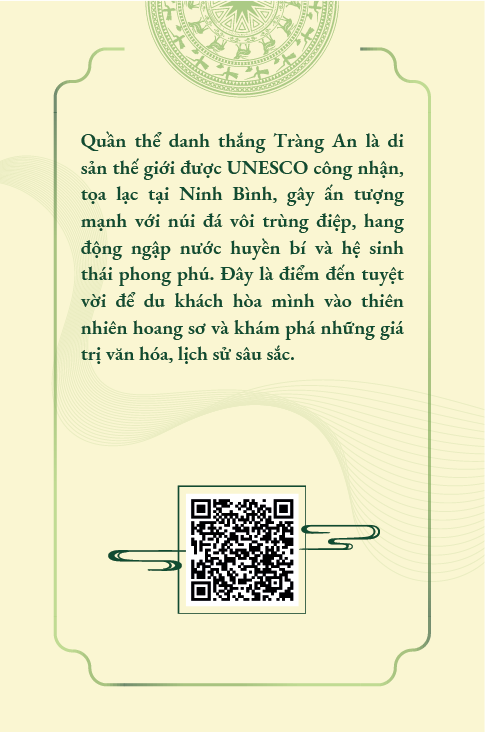 Quần thể danh thắng Tràng An là di
sản thế giới được UNESCO công nhận,
tọa lạc tại Ninh Bình, gây ấn tượng
mạnh với núi đá vôi trùng điệp, hang
động ngập nước huyền bí và hệ sinh
thái phong phú. Đây là điểm đến tuyệt
vời để du khách hòa mình vào thiên
nhiên hoang sơ và khám phá những giá
trị văn hóa, lịch sử sâu sắc.